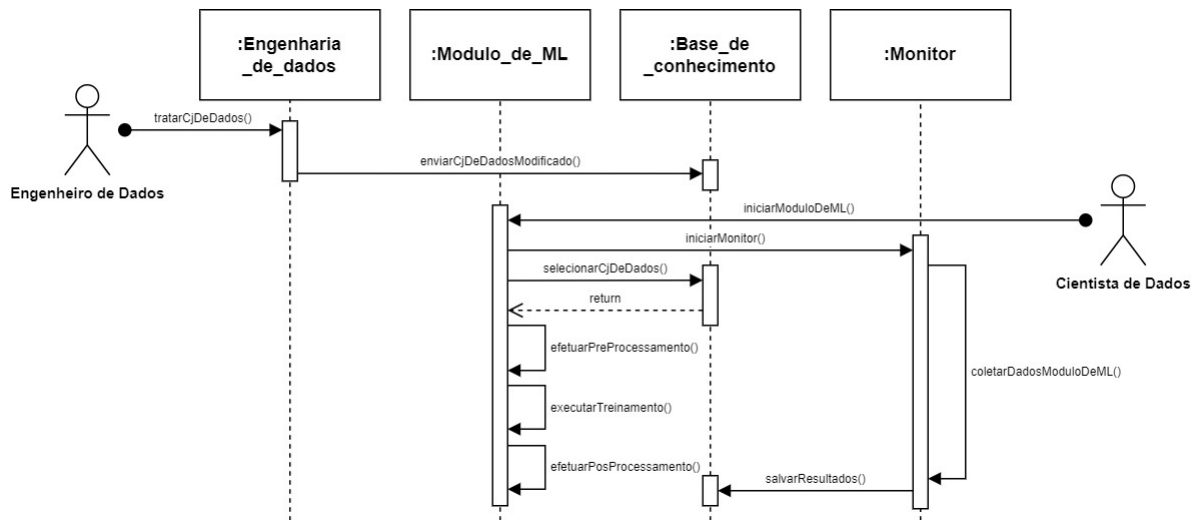 :Engenharia
_de_dados
:Modulo_de_ML
:Base_de
_conhecimento
:Monitor
tratarCjDeDados()
enviarCjDeDadosModificado()
Engenheiro de Dados
iniciarModuloDeML()
iniciarMonitor()
selecionarCjDeDados()
Cientista de Dados
return
efetuarPreProcessamento()
coletarDadosModuloDeML()
executarTreinamento()
efetuarPosProcessamento()
salvarResultados()